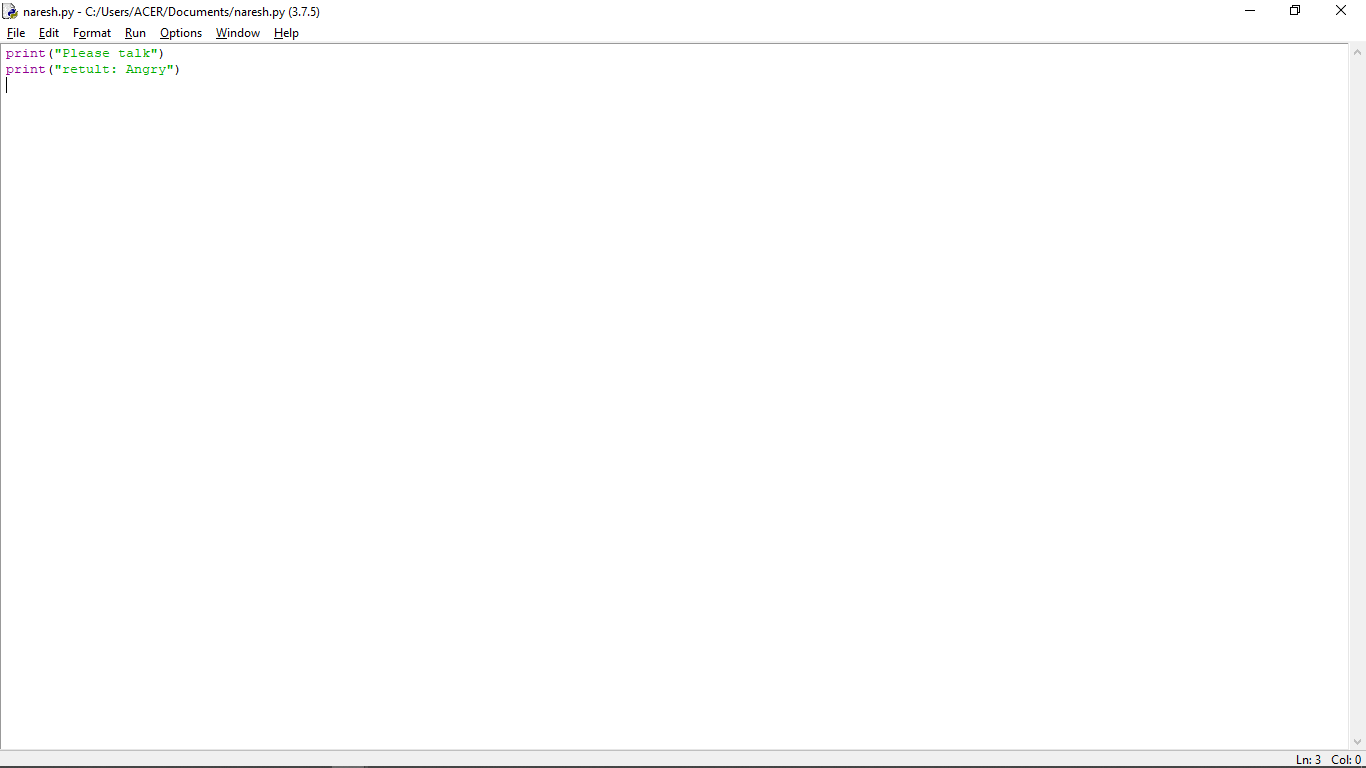 naresh.py - C:/Users/ACER/Documents/naresh.py (3.7.5)
File Edit Format Run Options Window Help
print("Please talk")
print("retult: Angry")
Ln: 3 Col: 0